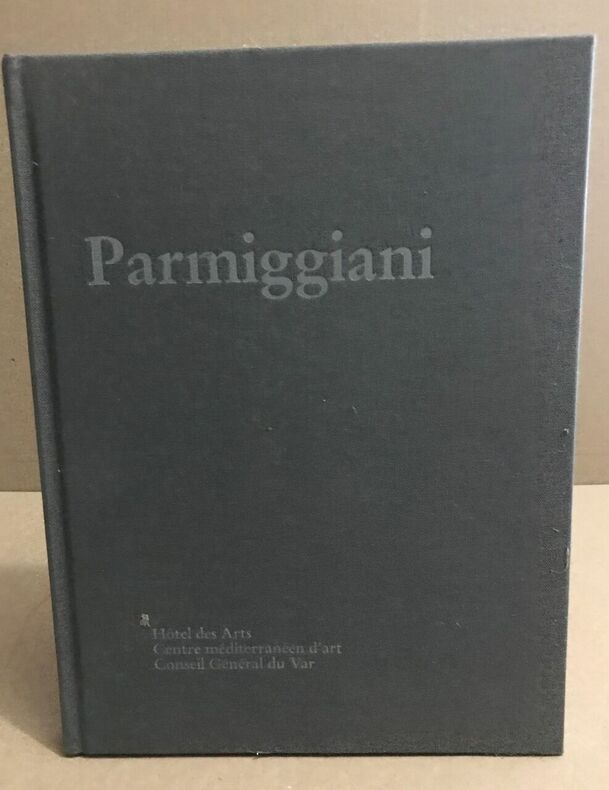 Parmiggiani
Hôtel des Arts
Centre méditerranéen d'art
Conseil Général du Var